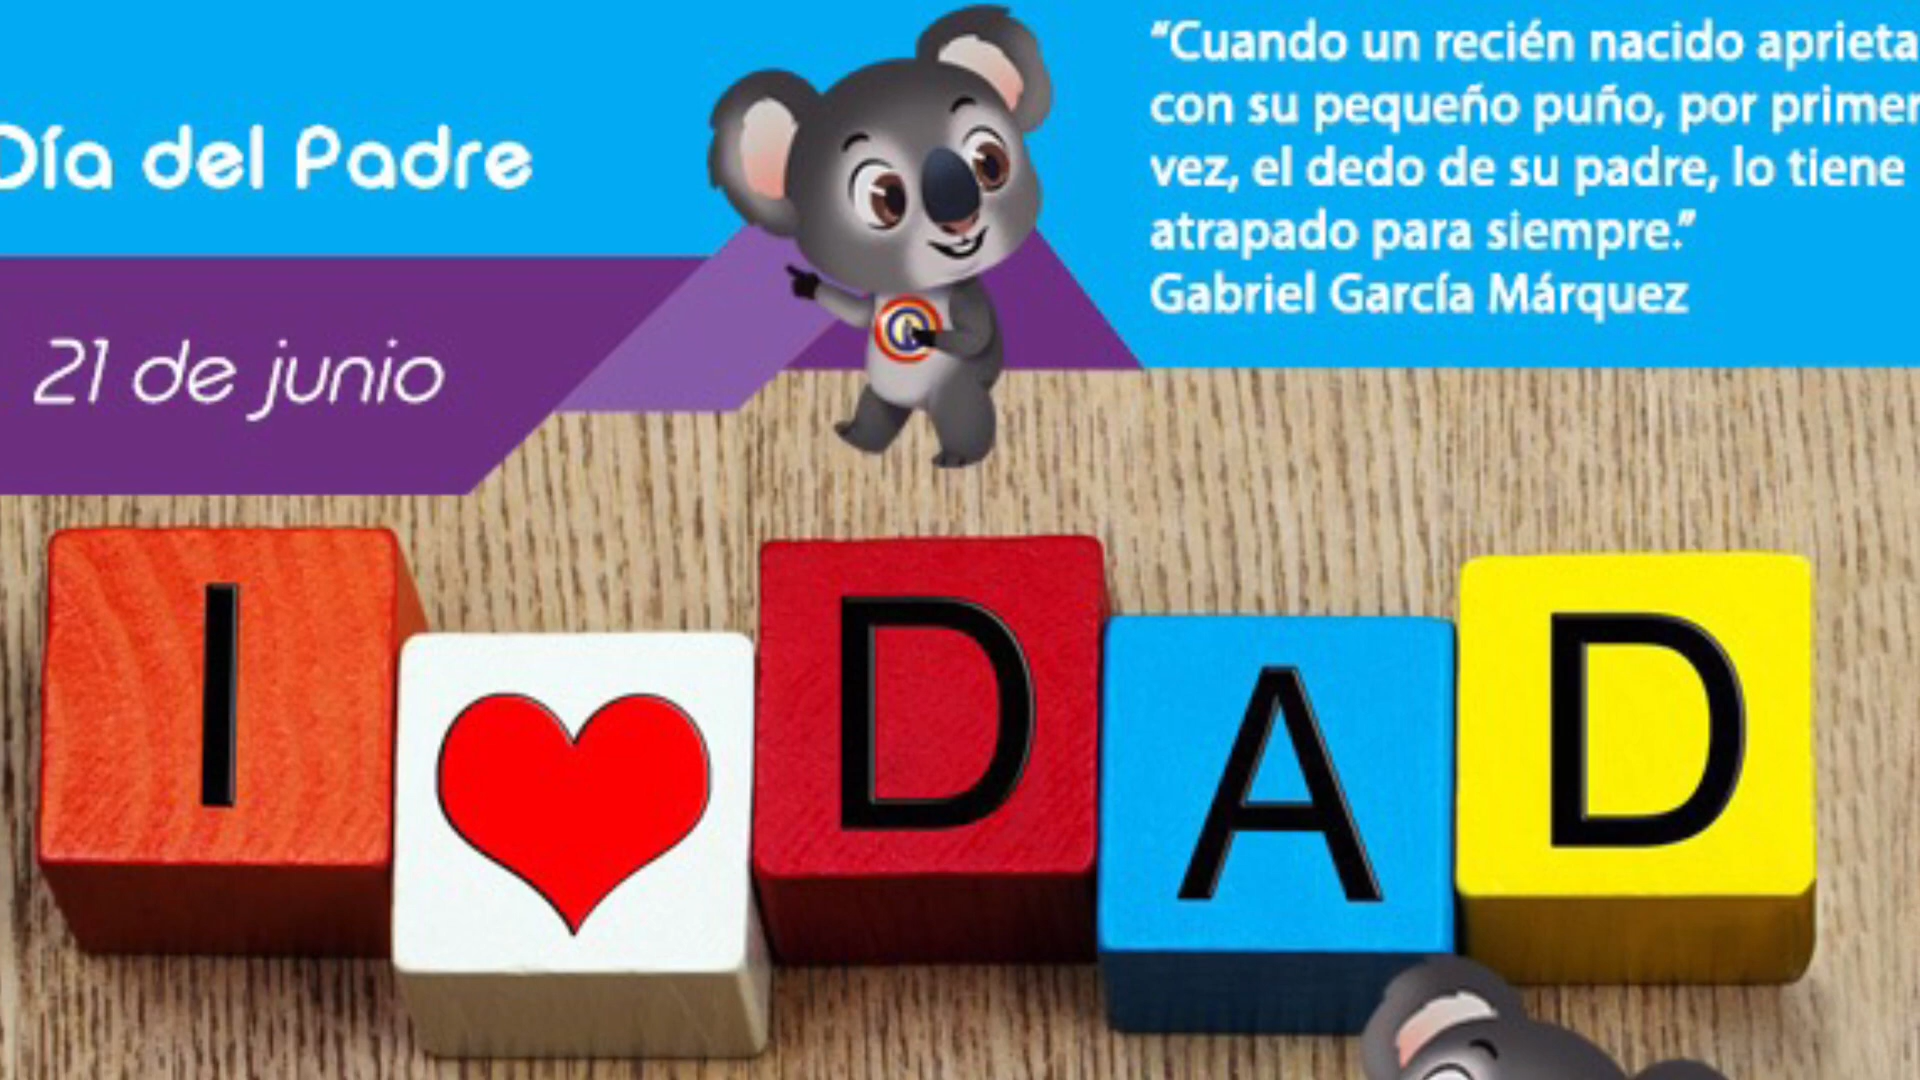 Día del Padre
21 de junio
“Cuando un recién nacido aprieta
con su pequeño puño, por primer
vez, el dedo de su padre, lo tiene
atrapado para siempre.”
Gabriel García Márquez
I ♥ DAD